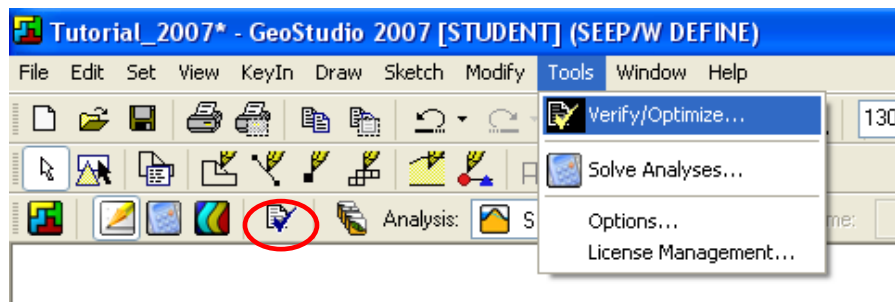 Tutorial_2007* - GeoStudio 2007 [STUDENT] (SEEP/W DEFINE)
File Edit Set View KeyIn Draw Sketch Modify Tools Window Help
Verify/Optimize...
130
Solve Analyses...
Analysis: S
Options...
me:
License Management...